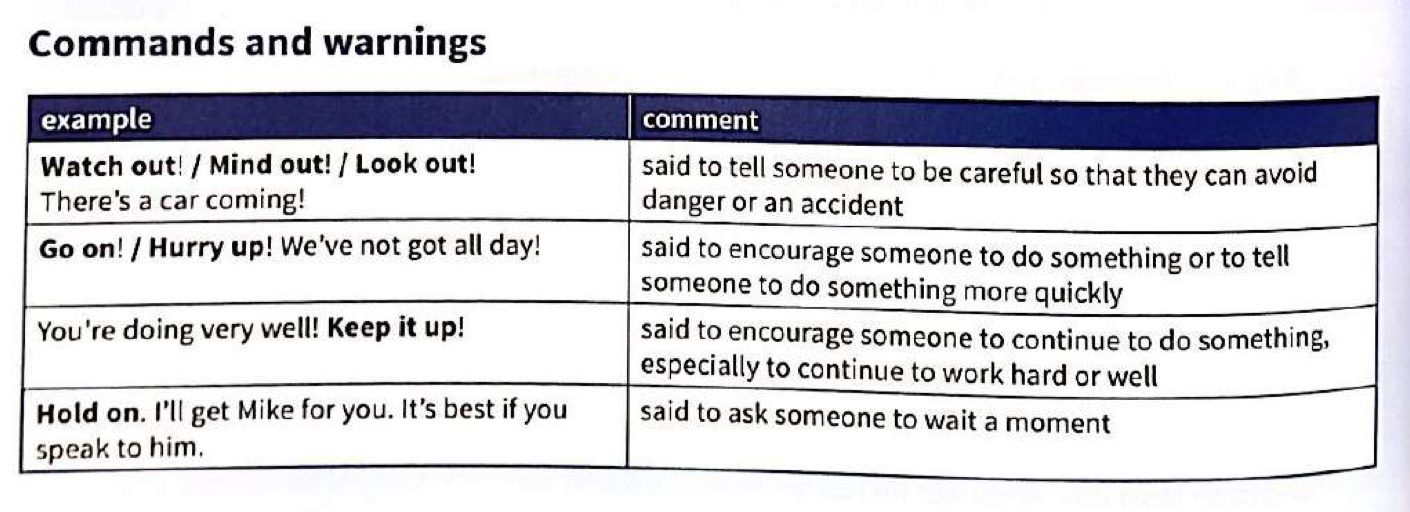 Commands and warnings
example
comment
Watch out! / Mind out! / Look out!
There's a car coming!
said to tell someone to be careful so that they can avoid
danger or an accident
Go on! / Hurry up! We've not got all day!
said to encourage someone to do something or to tell
someone to do something more quickly
You're doing very well! Keep it up!
said to encourage someone to continue to do something,
especially to continue to work hard or well
Hold on. I'll get Mike for you. It's best if you
speak to him.
said to ask someone to wait a moment